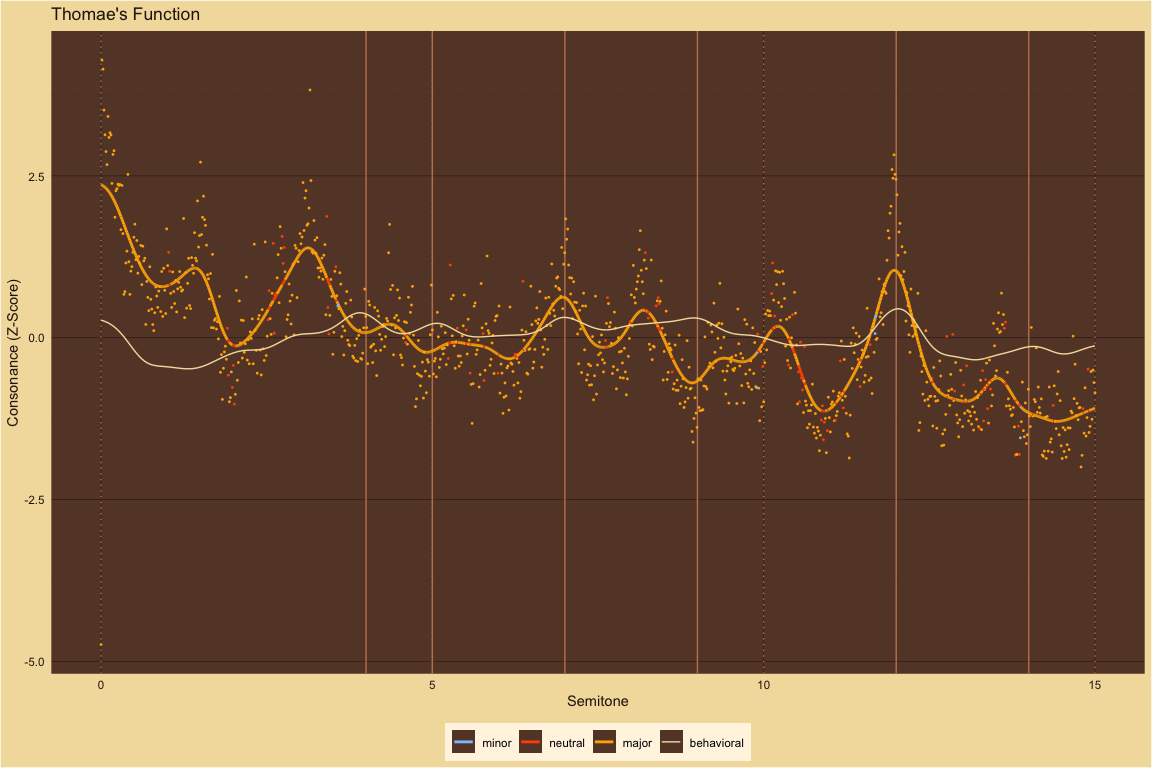 Thomae's Function
Consonance (Z-Score)
2.5
0.0
-2.5
-5.0
0 5 10 15
Semitone
minor neutral major behavioral